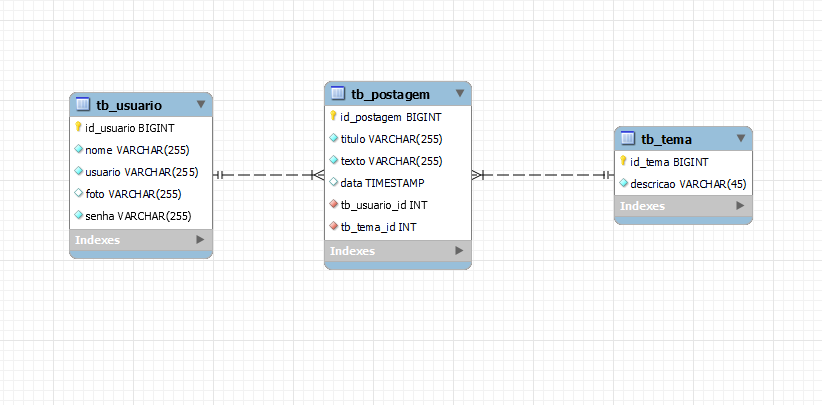 tb_usuario
id_usuario BIGINT
nome VARCHAR(255)
usuario VARCHAR(255)
foto VARCHAR(255)
senha VARCHAR(255)
Indexes
tb_postagem
id_postagem BIGINT
titulo VARCHAR(255)
texto VARCHAR(255)
data TIMESTAMP
tb_usuario_id INT
tb_tema_id INT
Indexes
tb_tema
id_tema BIGINT
descricao VARCHAR(45)
Indexes